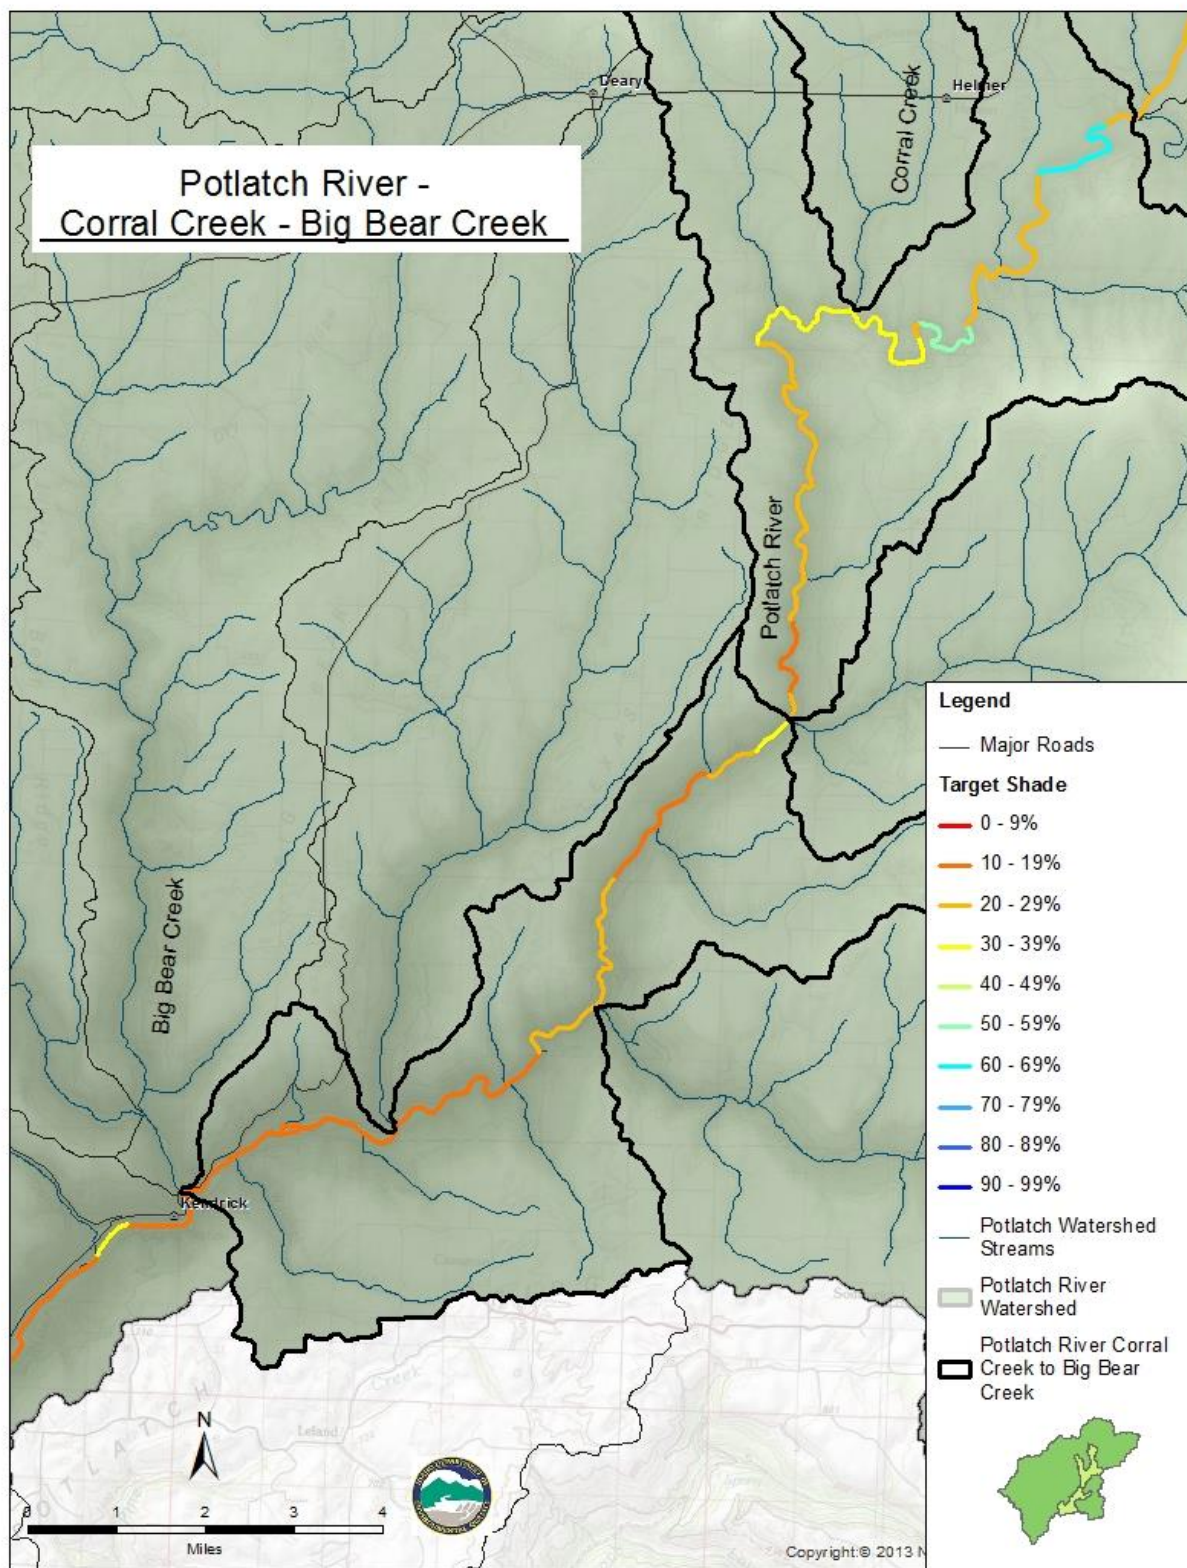 Deary
Helmer
Corral Creek
Potlatch River -
Corral Creek - Big Bear Creek
Potlatch River
Big Bear Creek
Kendrick
Legend
Major Roads
Target Shade
0 - 9%
10 - 19%
20 - 29%
30 - 39%
40 - 49%
50 - 59%
60 - 69%
70 - 79%
80 - 89%
90 - 99%
Potlatch Watershed
Streams
Potlatch River
Watershed
Potlatch River Corral
Creek to Big Bear
Creek
Creek
Leland
N
0 1 2 3 4
Miles
Copyright:© 2013 N